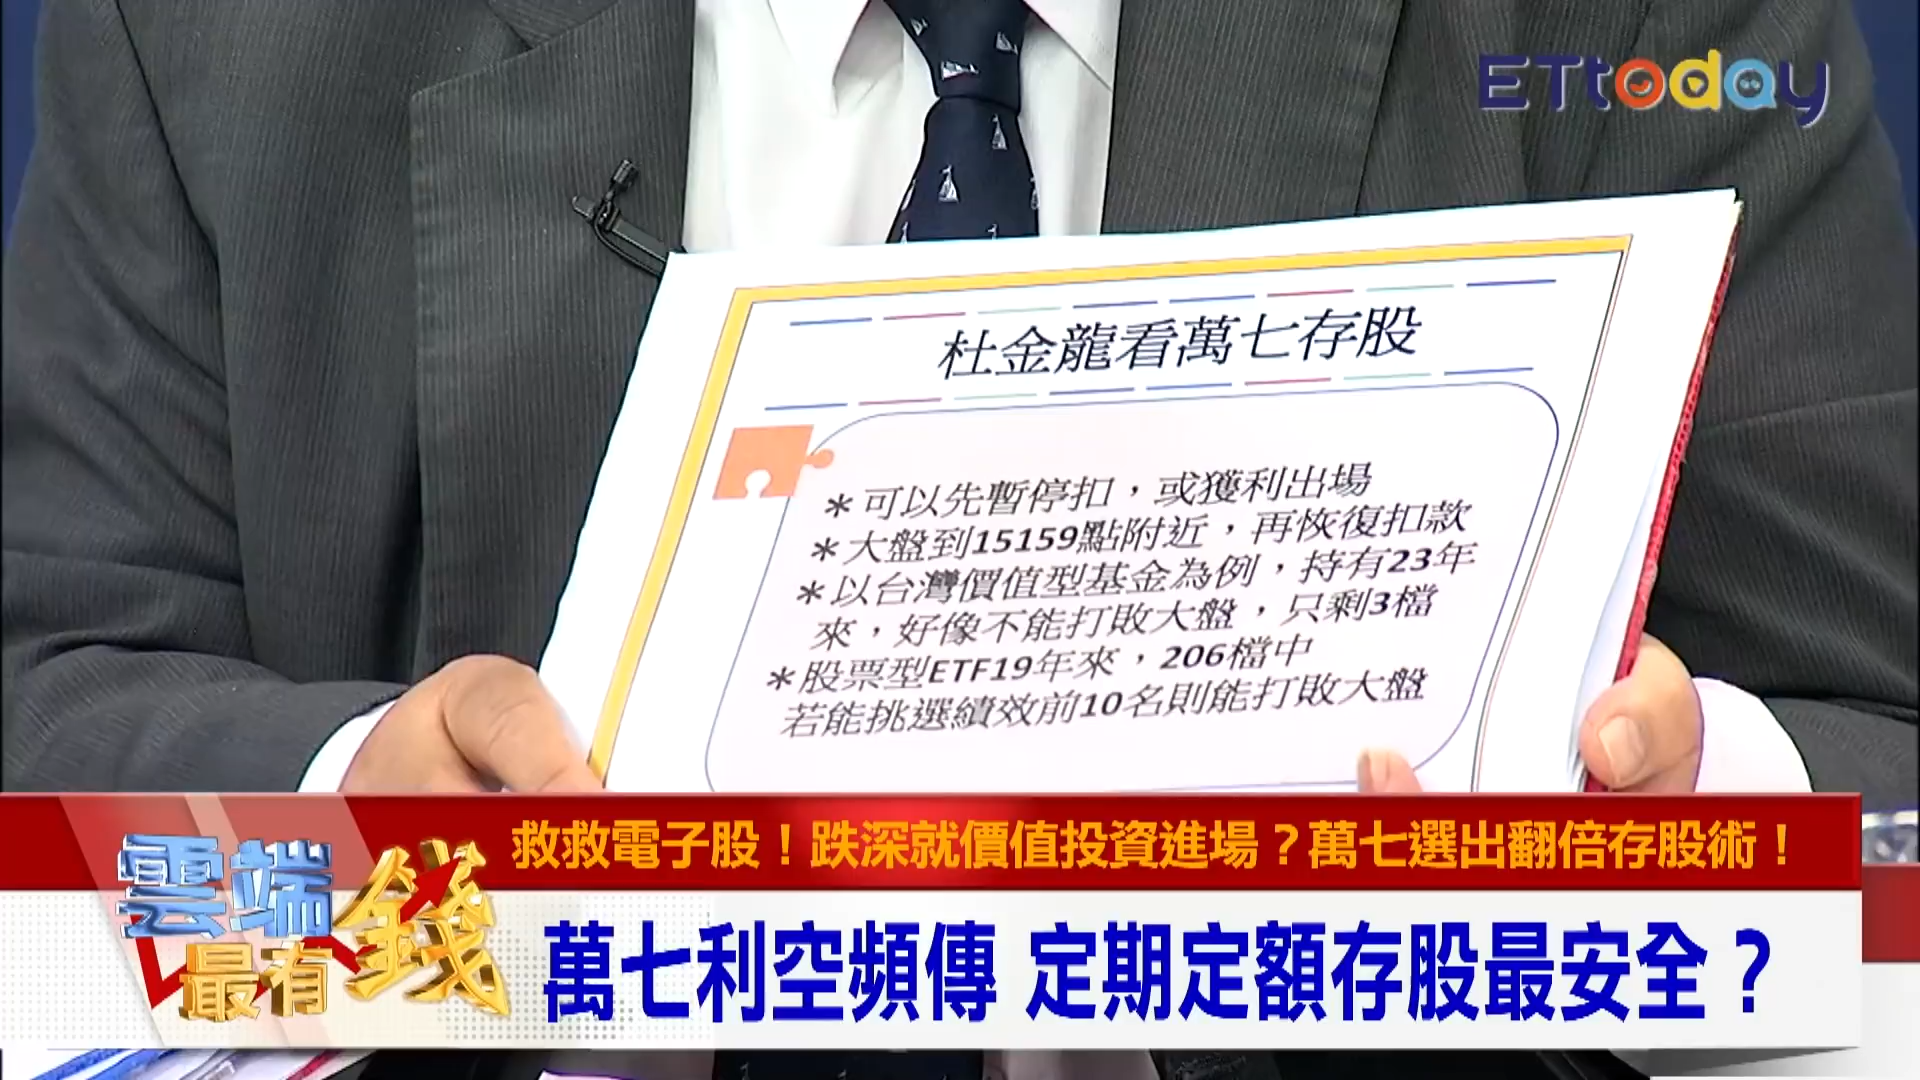 ETtoday
杜金龍看萬七存股
＊可以先暫停扣，或獲利出場
＊大盤到15159點附近，再恢復扣款
＊以台灣價值型基金為例，持有23年
來，好像不能打敗大盤，只剩3檔
＊股票型ETF19年來，206檔中
若能挑選績效前10名則能打敗大盤
救救電子股！跌深就價值投資進場？萬七選出翻倍存股術！
雲端
最有錢
萬七利空頻傳 定期定額存股最安全？